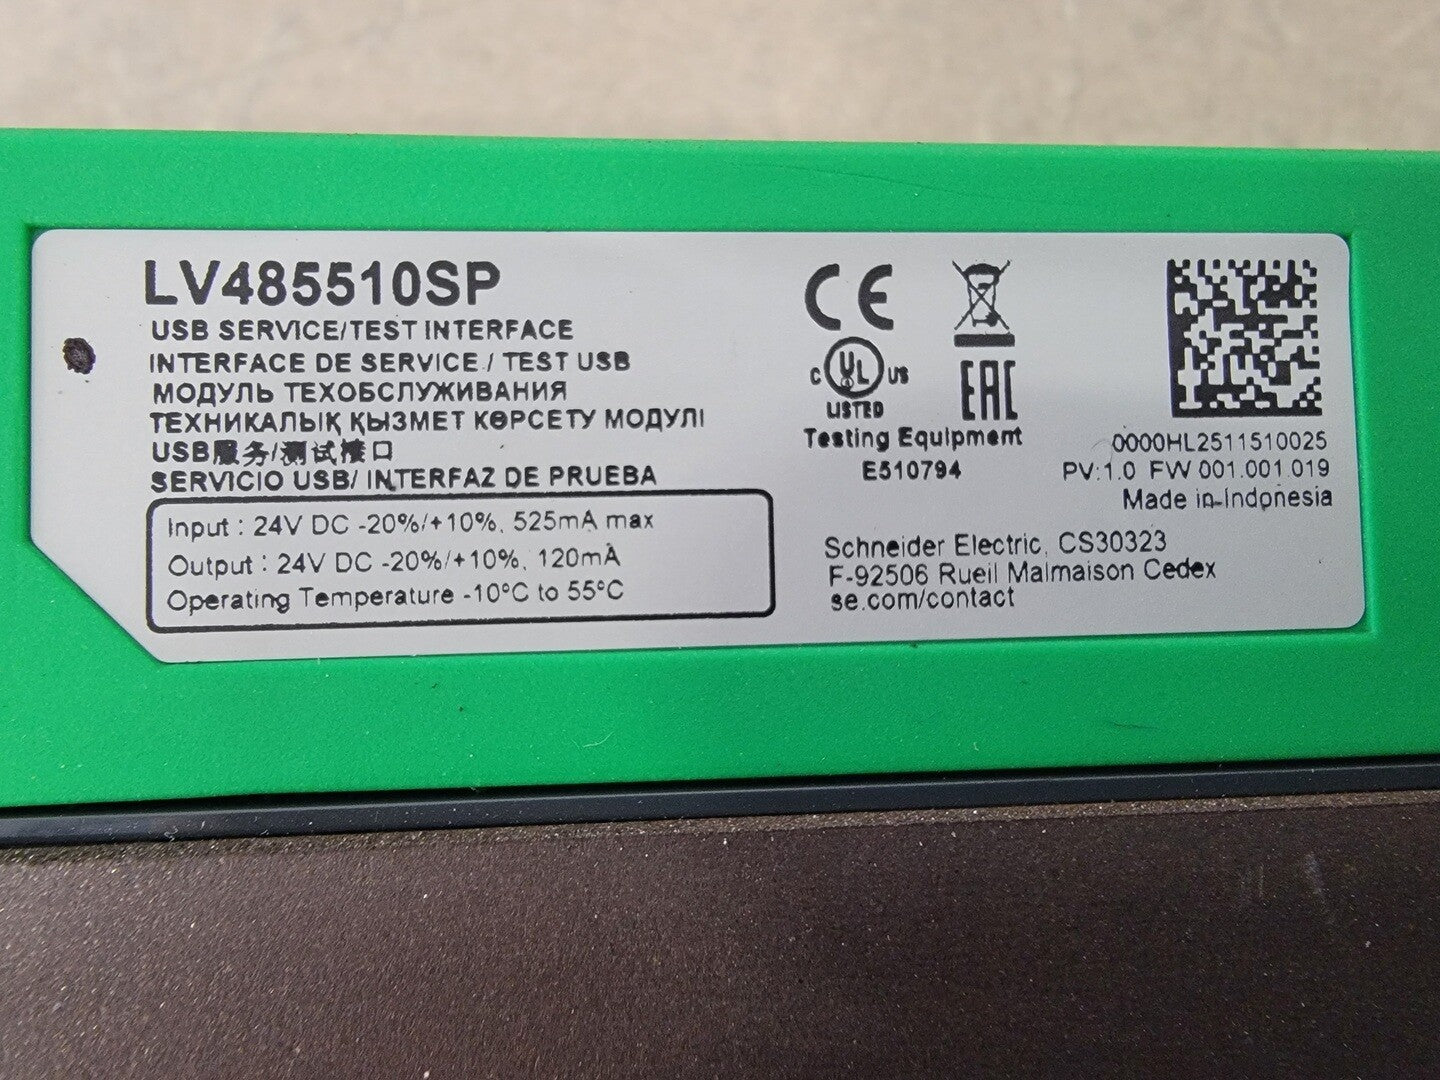 LV485510SP
USB SERVICE/TEST INTERFACE
INTERFACE DE SERVICE / TEST USB
МОДУЛЬ ТЕХОБСЛУЖИВАНИЯ
ТЕХНИКАЛЫҚ ҚЫЗМЕТ КӨРСЕТУ МОДУЛІ
USB服务/测试接口
SERVICIO USB/ INTERFAZ DE PRUEBA
Input : 24V DC -20%/+10%, 525mA max
Output : 24V DC -20%/+10%, 120mA
Operating Temperature -10°C to 55°C
CE
C UL US
LISTED
EAC
Testing Equipment
E510794
0000HL2511510025
PV:1.0 FW 001.001.019
Made in Indonesia
Schneider Electric, CS30323
F-92506 Rueil Malmaison Cedex
se.com/contact